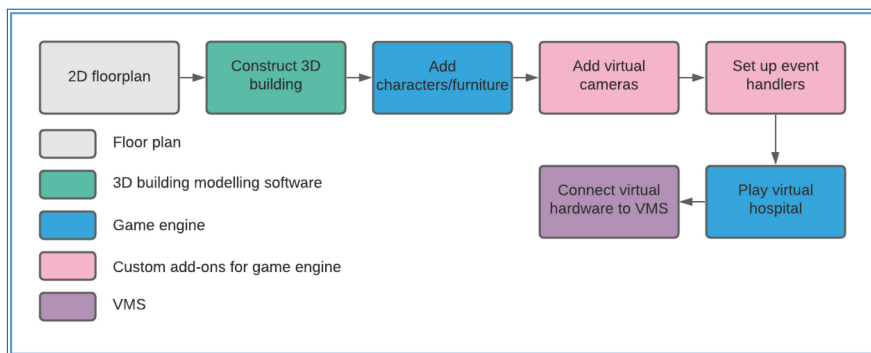 2D floorplan
Construct 3D
building
Add
characters/furniture
Add virtual
cameras
Set up event
handlers
Connect virtual
hardware to VMS
Play virtual
hospital
Floor plan
3D building modelling software
Game engine
Custom add-ons for game engine
VMS